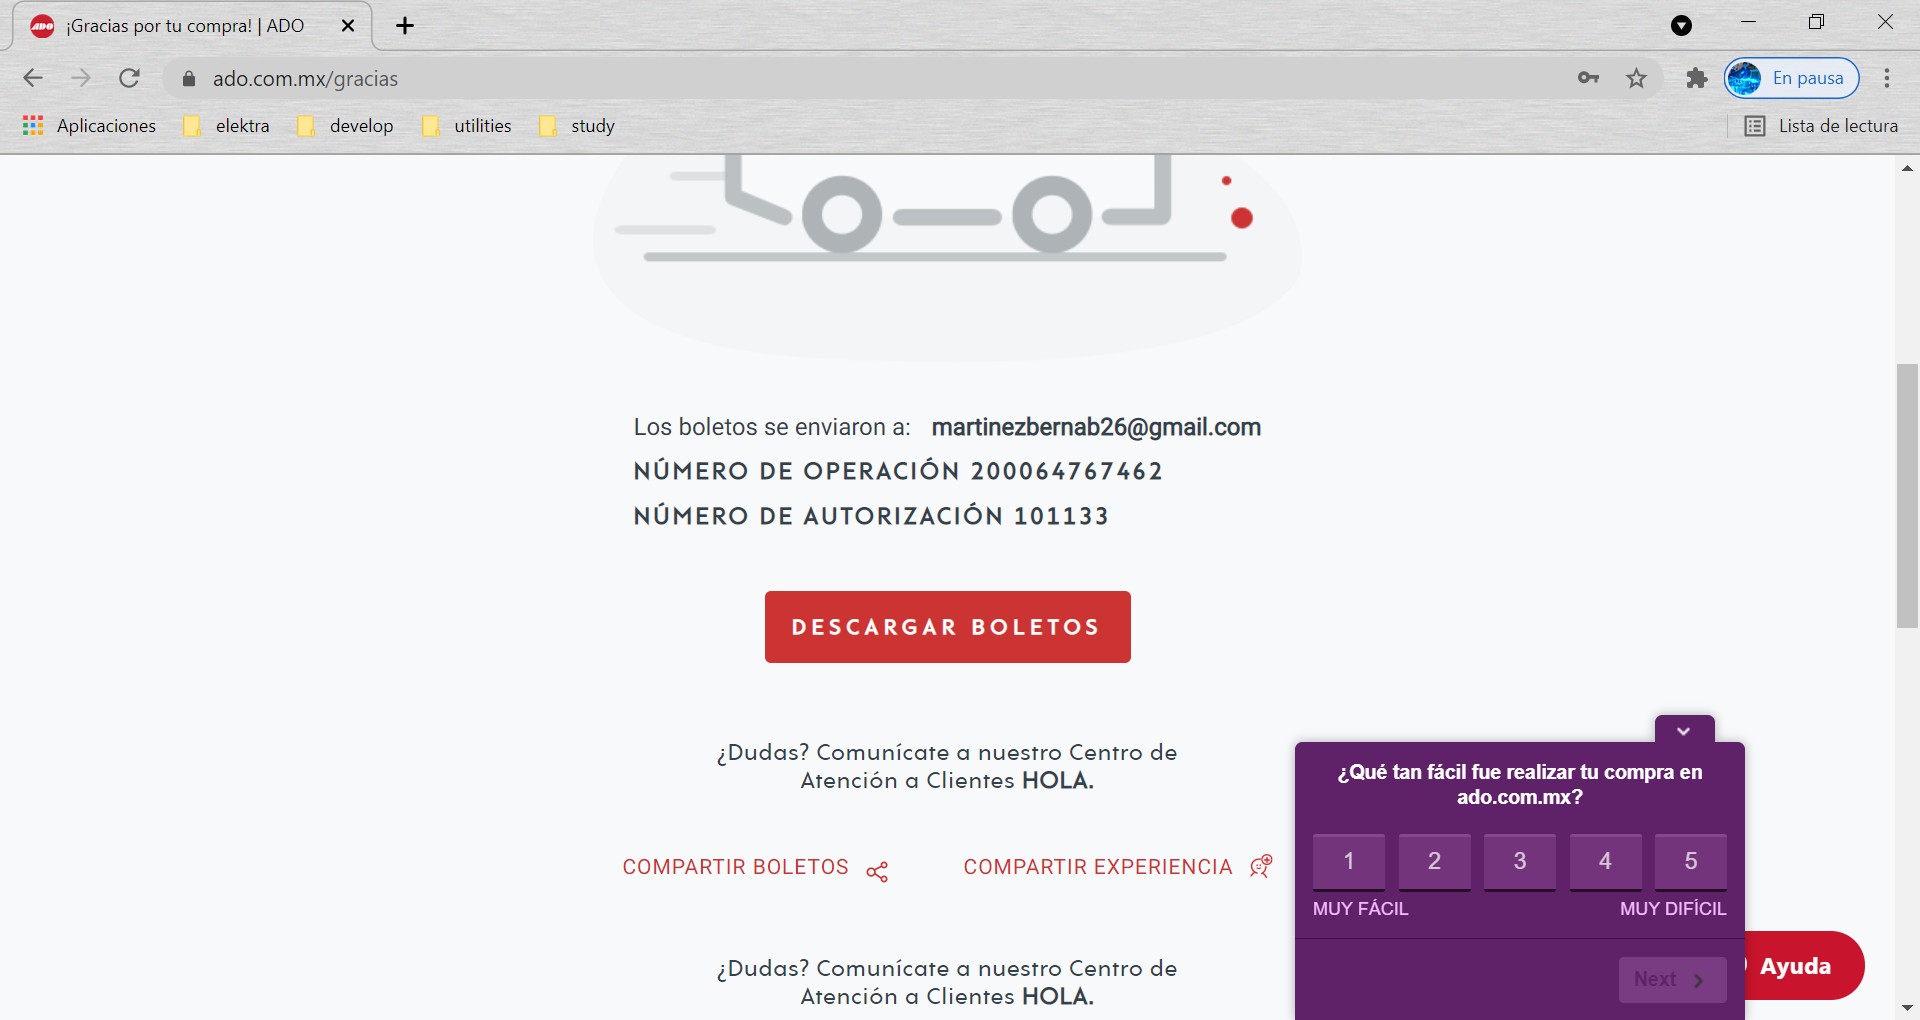 ADO ¡Gracias por tu compra! | ADO
ado.com.mx/gracias
En pausa
Aplicaciones elektra develop utilities study Lista de lectura
Los boletos se enviaron a: martinezbernab26@gmail.com
NÚMERO DE OPERACIÓN 200064767462
NÚMERO DE AUTORIZACIÓN 101133
DESCARGAR BOLETOS
¿Dudas? Comunícate a nuestro Centro de
Atención a Clientes HOLA.
COMPARTIR BOLETOS COMPARTIR EXPERIENCIA
¿Dudas? Comunícate a nuestro Centro de
Atención a Clientes HOLA.
¿Qué tan fácil fue realizar tu compra en
ado.com.mx?
1 2 3 4 5
MUY FÁCIL MUY DIFÍCIL
Next
Ayuda